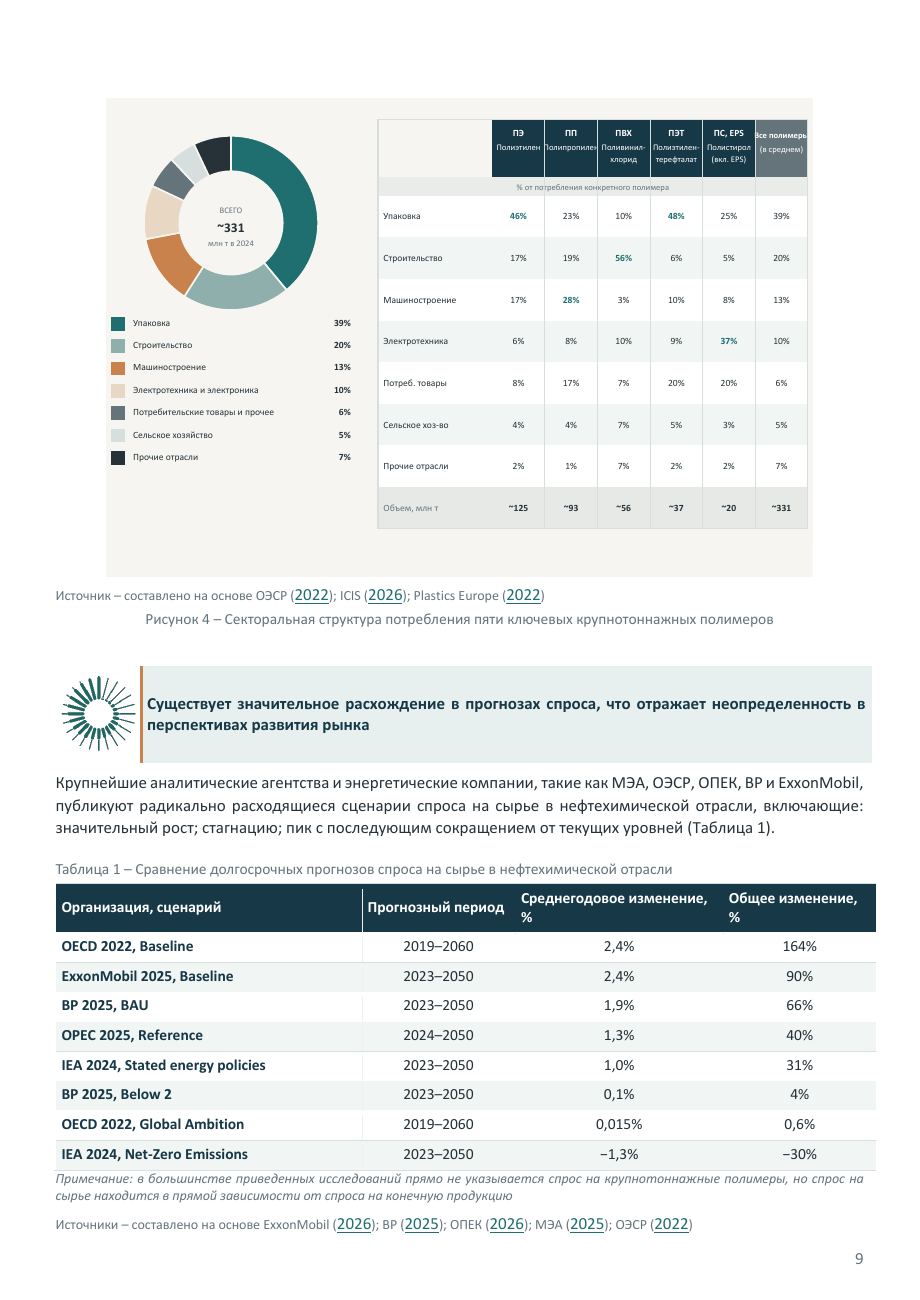 ВСЕГО
~331
млн т в 2024
Упаковка 39%
Строительство 20%
Машиностроение 13%
Электротехника и электроника 10%
Потребительские товары и прочее 6%
Сельское хозяйство 5%
Прочие отрасли 7%
ПЭ ПП ПВХ ПЭТ ПС, EPS Все полимеры
Полиэтилен Полипропилен Поливинил- Полиэтилен- Полистирол (в среднем)
хлорид терефталат (вкл. EPS)
% от потребления конкретного полимера
Упаковка 46% 23% 10% 48% 25% 39%
Строительство 17% 19% 56% 6% 5% 20%
Машиностроение 17% 28% 3% 10% 8% 13%
Электротехника 6% 8% 10% 9% 37% 10%
Потреб. товары 8% 17% 7% 20% 20% 6%
Сельское хоз-во 4% 4% 7% 5% 3% 5%
Прочие отрасли 2% 1% 7% 2% 2% 7%
Объем, млн т ~125 ~93 ~56 ~37 ~20 ~331
Источник – составлено на основе ОЭСР (2022); ICIS (2026); Plastics Europe (2022)
Рисунок 4 – Секторальная структура потребления пяти ключевых крупнотоннажных полимеров
Существует значительное расхождение в прогнозах спроса, что отражает неопределенность в
перспективах развития рынка
Крупнейшие аналитические агентства и энергетические компании, такие как МЭА, ОЭСР, ОПЕК, BP и ExxonMobil,
публикуют радикально расходящиеся сценарии спроса на сырье в нефтехимической отрасли, включающие:
значительный рост; стагнацию; пик с последующим сокращением от текущих уровней (Таблица 1).
Таблица 1 – Сравнение долгосрочных прогнозов спроса на сырье в нефтехимической отрасли
Организация, сценарий Прогнозный период Среднегодовое изменение, % Общее изменение, %
OECD 2022, Baseline 2019–2060 2,4% 164%
ExxonMobil 2025, Baseline 2023–2050 2,4% 90%
BP 2025, BAU 2023–2050 1,9% 66%
OPEC 2025, Reference 2024–2050 1,3% 40%
IEA 2024, Stated energy policies 2023–2050 1,0% 31%
BP 2025, Below 2 2023–2050 0,1% 4%
OECD 2022, Global Ambition 2019–2060 0,015% 0,6%
IEA 2024, Net-Zero Emissions 2023–2050 −1,3% −30%
Примечание: в большинстве приведенных исследований прямо не указывается спрос на крупнотоннажные полимеры, но спрос на
сырье находится в прямой зависимости от спроса на конечную продукцию
Источники – составлено на основе ExxonMobil (2026); BP (2025); ОПЕК (2026); МЭА (2025); ОЭСР (2022)
9